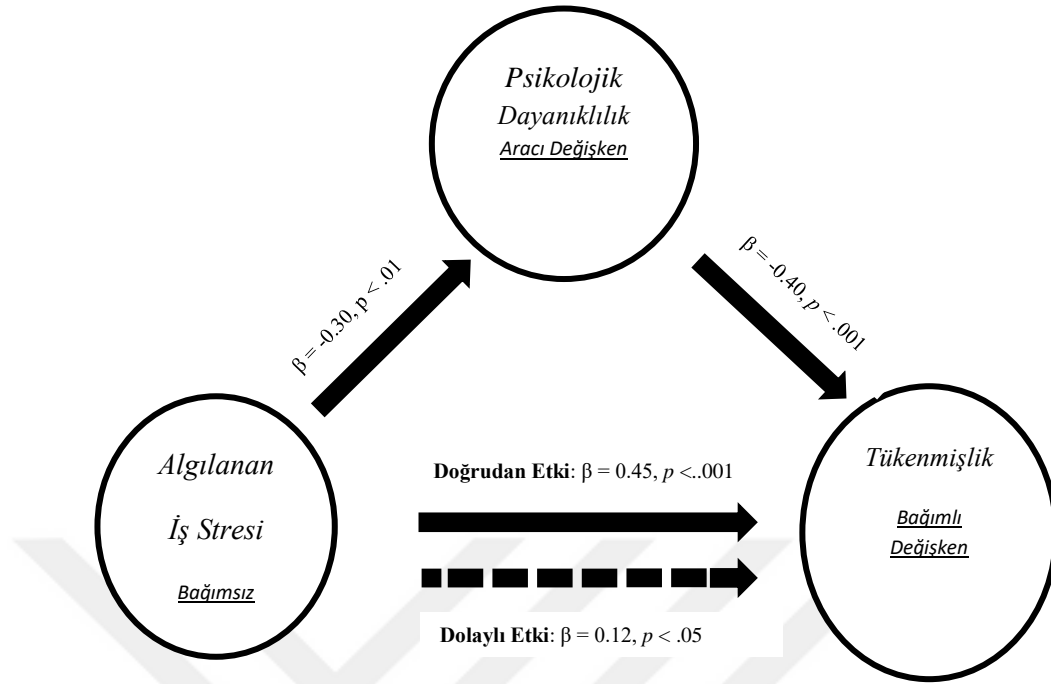 Psikolojik
Dayanıklılık
Aracı Değişken
β = -0.30, p < .01
β = -0.40, p < .001
Algılanan
İş Stresi
Bağımsız
Doğrudan Etki: β = 0.45, p <..001
Dolaylı Etki: β = 0.12, p < .05
Tükenmişlik
Bağımlı
Değişken